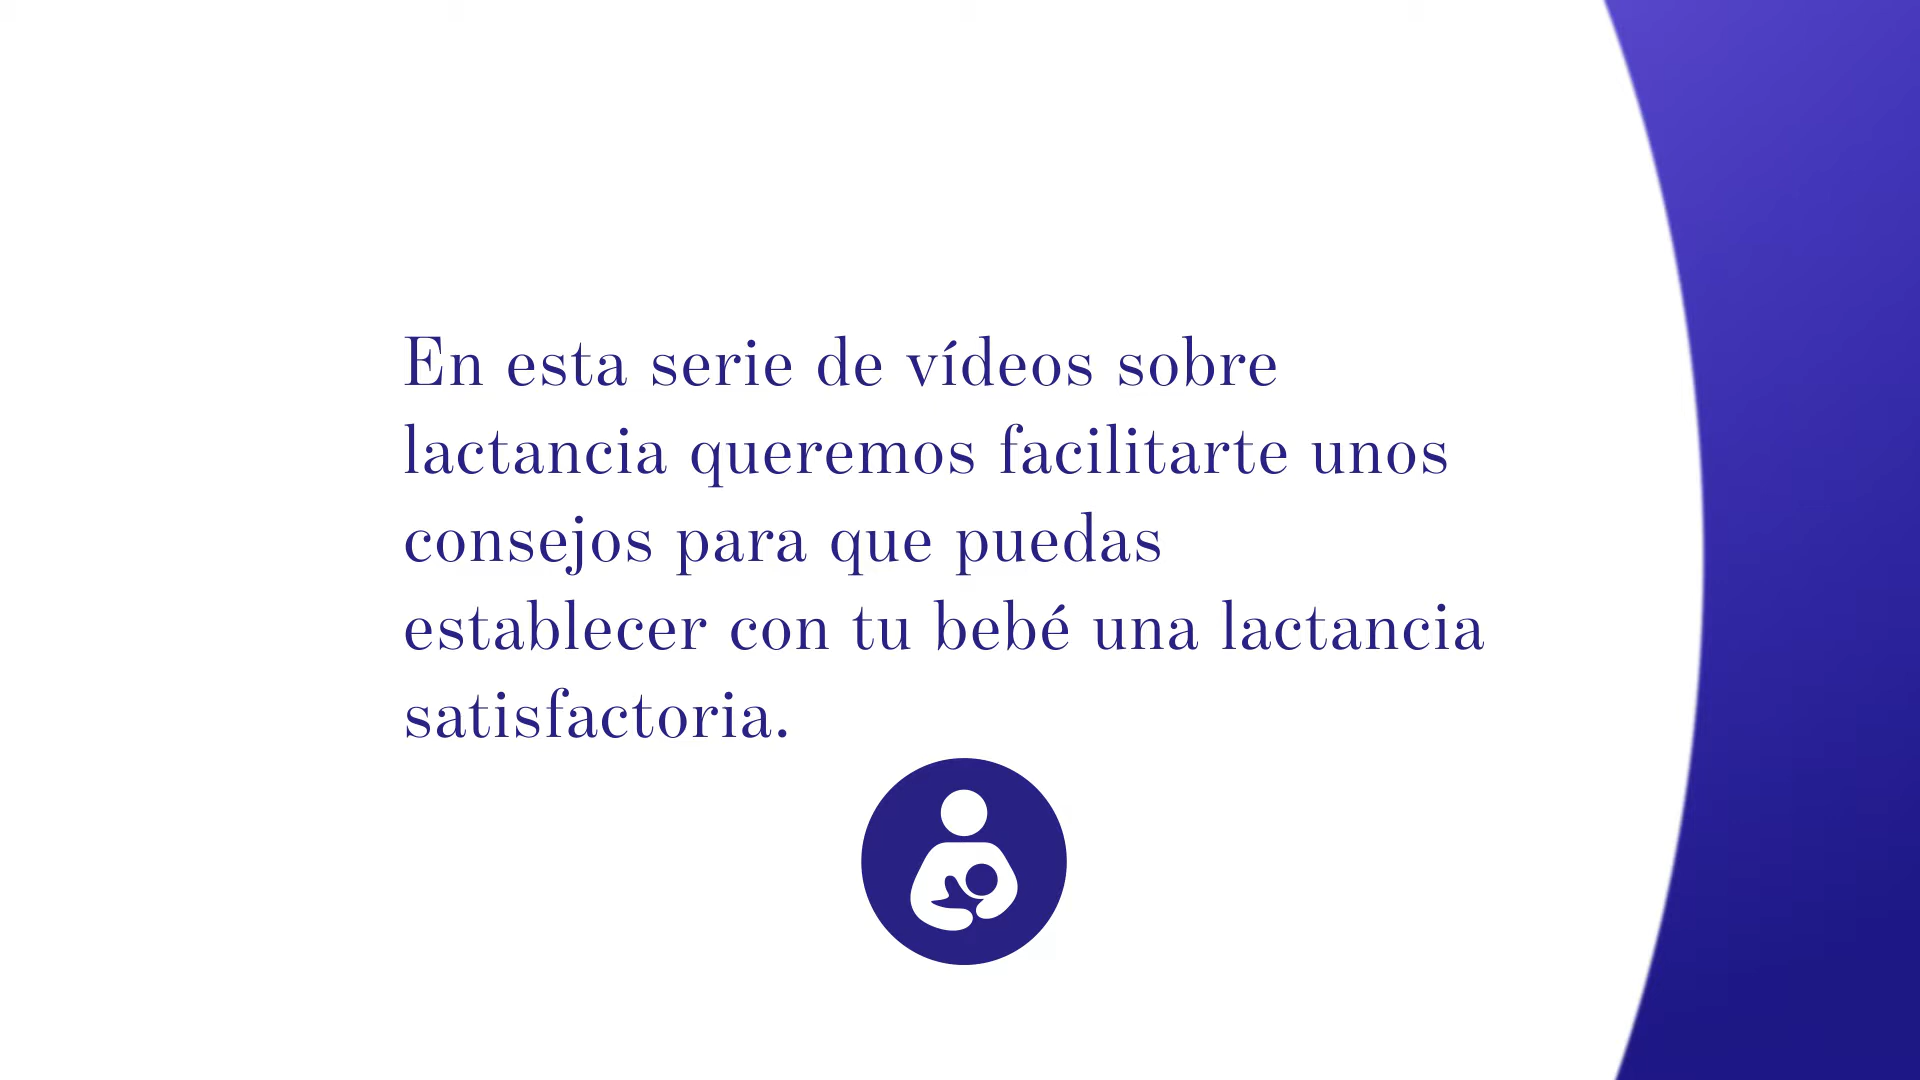 En esta serie de vídeos sobre
lactancia queremos facilitarte unos
consejos para que puedas
establecer con tu bebé una lactancia
satisfactoria.